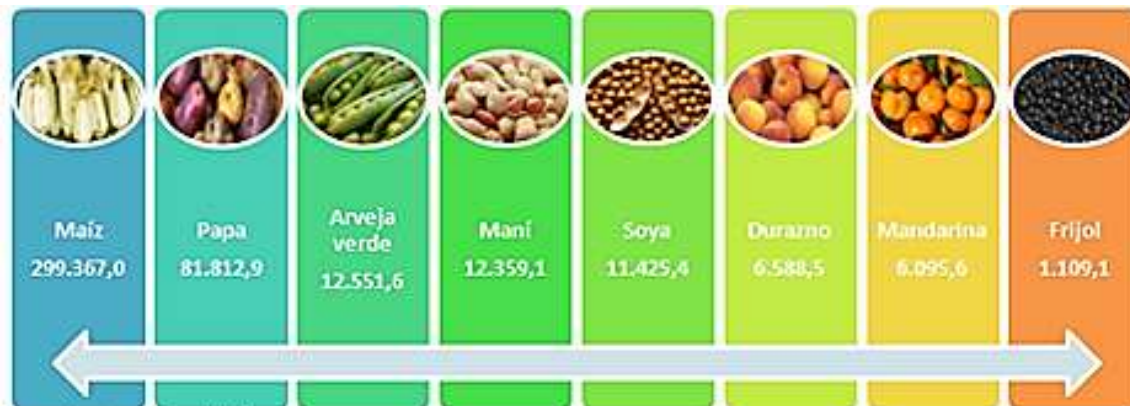 Maíz
299.367,0
Papa
81.812,9
Arveja
verde
12.551,6
Maní
12.359,1
Soya
11.425,4
Durazno
6.588,5
Mandarina
6.095,6
Frijol
1.109,1